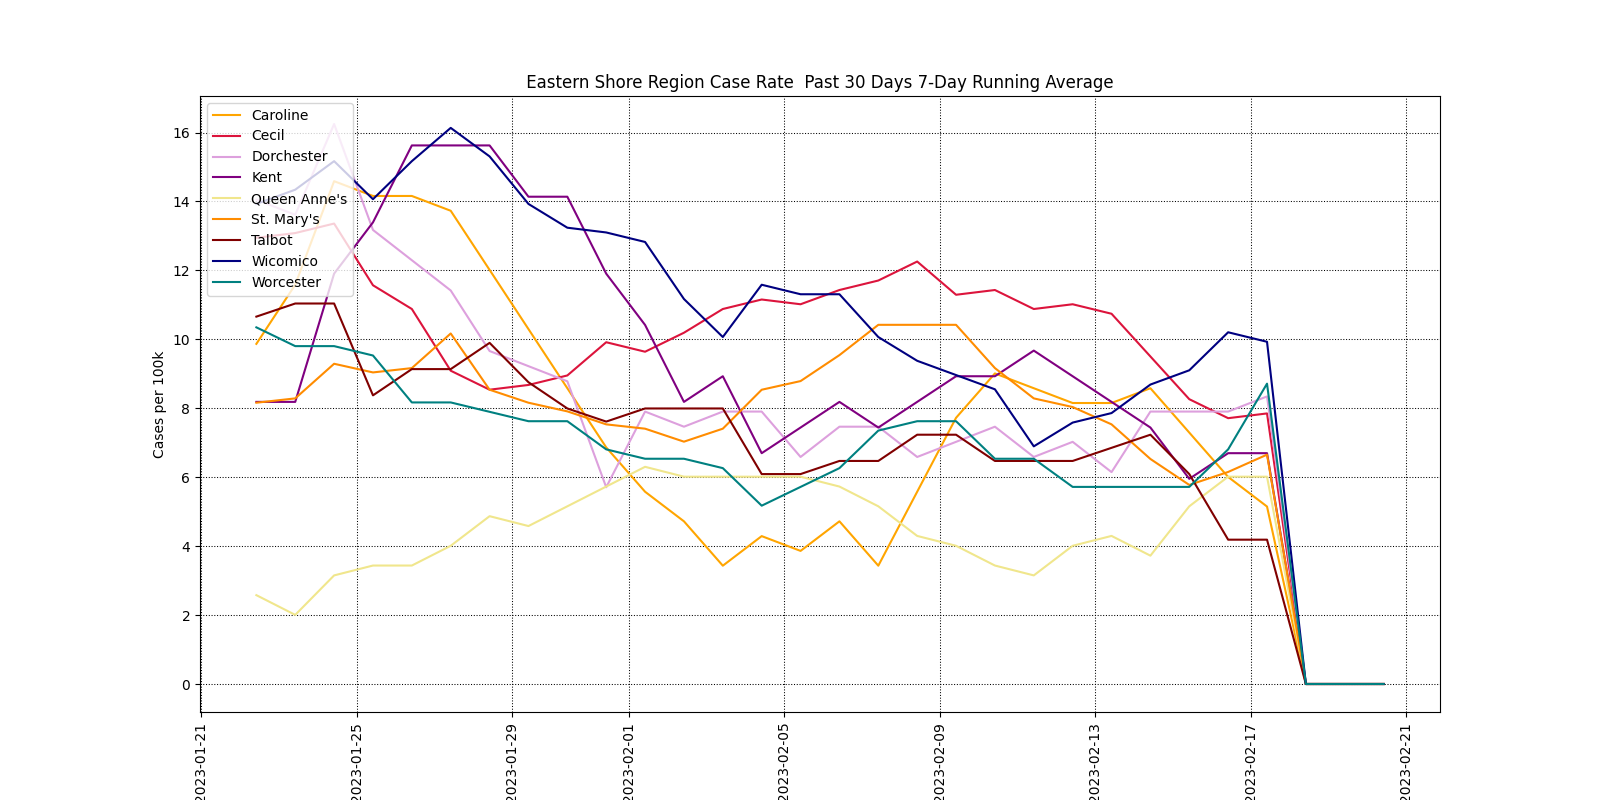 Eastern Shore Region Case Rate  Past 30 Days 7-Day Running Average
Caroline
Cecil
Dorchester
Kent
Queen Anne's
St. Mary's
Talbot
Wicomico
Worcester
Cases per 100k
16
14
12
10
8
6
4
2
0
2023-01-21
2023-01-25
2023-01-29
2023-02-01
2023-02-05
2023-02-09
2023-02-13
2023-02-17
2023-02-21